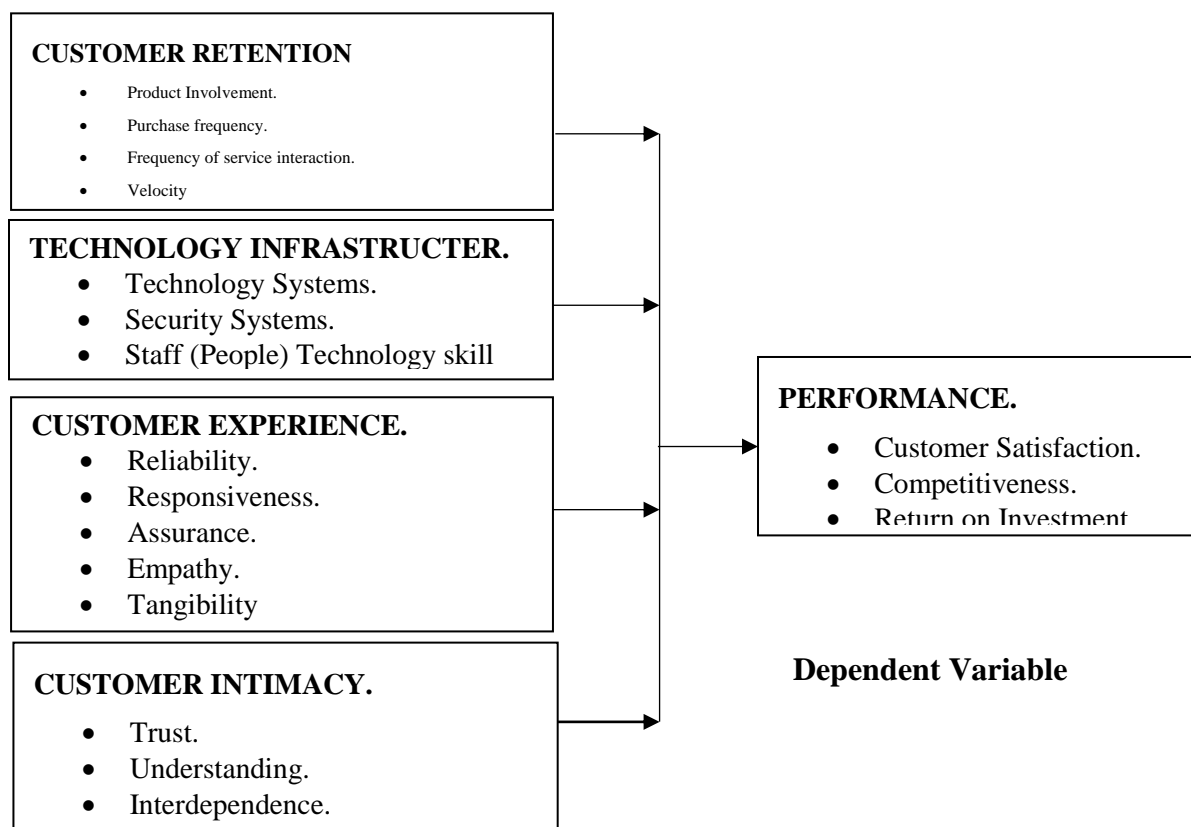 CUSTOMER RETENTION
• Product Involvement.
• Purchase frequency.
• Frequency of service interaction.
• Velocity
TECHNOLOGY INFRASTRUCTER.
• Technology Systems.
• Security Systems.
• Staff (People) Technology skill
CUSTOMER EXPERIENCE.
• Reliability.
• Responsiveness.
• Assurance.
• Empathy.
• Tangibility
CUSTOMER INTIMACY.
• Trust.
• Understanding.
• Interdependence.
PERFORMANCE.
• Customer Satisfaction.
• Competitiveness.
• Return on Investment
Dependent Variable